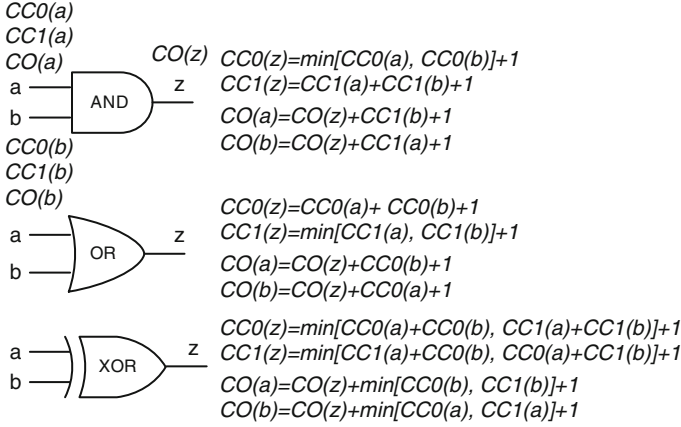 CC0(a)
CC1(a)
CO(a)
a
b
AND
CO(z)
z
CC0(b)
CC1(b)
CO(b)
CC0(z)=min[CC0(a), CC0(b)]+1
CC1(z)=CC1(a)+CC1(b)+1
CO(a)=CO(z)+CC1(b)+1
CO(b)=CO(z)+CC1(a)+1
a
b
OR
z
CC0(z)=CC0(a)+ CC0(b)+1
CC1(z)=min[CC1(a), CC1(b)]+1
CO(a)=CO(z)+CC0(b)+1
CO(b)=CO(z)+CC0(a)+1
a
b
XOR
z
CC0(z)=min[CC0(a)+CC0(b), CC1(a)+CC1(b)]+1
CC1(z)=min[CC1(a)+CC0(b), CC0(a)+CC1(b)]+1
CO(a)=CO(z)+min[CC0(b), CC1(b)]+1
CO(b)=CO(z)+min[CC0(a), CC1(a)]+1